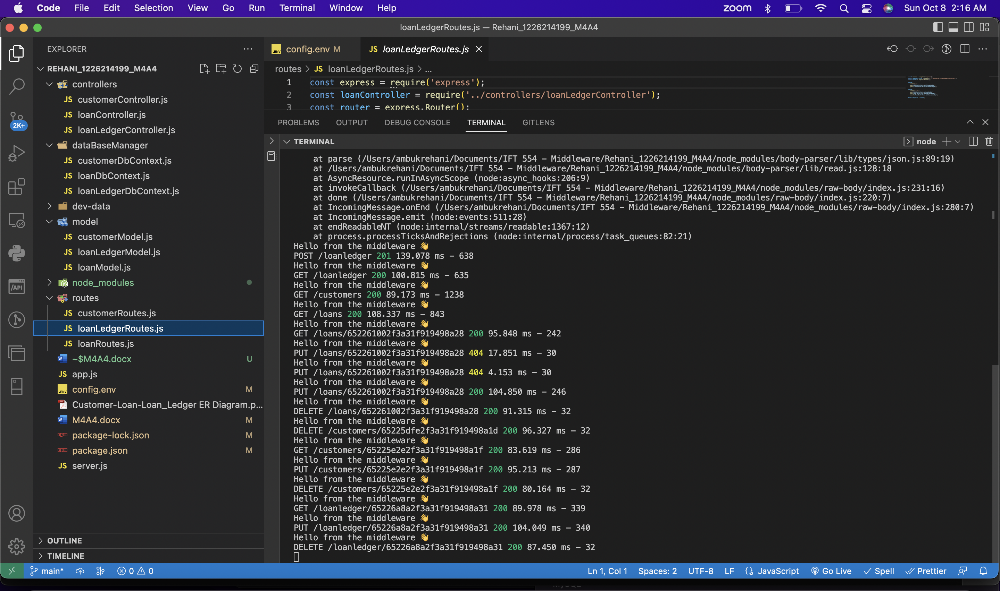 Code File Edit Selection View Go Run Terminal Window Help zoom Sun Oct 8 2:16 AM
loanLedgerRoutes.js — Rehani_1226214199_M4A4
EXPLORER
REHANI_1226214199_M4A4
controllers
JS customerController.js
JS loanController.js
JS loanLedgerController.js
dataBaseManager
JS customerDbContext.js
JS loanDbContext.js
JS loanLedgerDbContext.js
dev-data
model
JS customerModel.js
JS loanLedgerModel.js
JS loanModel.js
node_modules
routes
JS customerRoutes.js
JS loanLedgerRoutes.js
JS loanRoutes.js
~$M4A4.docx U
JS app.js
.ENV config.env M
Customer-Loan-Loan_Ledger ER Diagram.p...
M4A4.docx M
package-lock.json M
package.json M
JS server.js
OUTLINE
TIMELINE
2K+
/API
.ENV config.env M JS loanLedgerRoutes.js
routes > JS loanLedgerRoutes.js > ...
1 const express = require('express');
2 const loanController = require('../controllers/loanLedgerController');
3 const router = express.Router();
PROBLEMS OUTPUT DEBUG CONSOLE TERMINAL GITLENS
TERMINAL node
at parse (/Users/ambukrehani/Documents/IFT 554 - Middleware/Rehani_1226214199_M4A4/node_modules/body-parser/lib/types/json.js:89:19)
at /Users/ambukrehani/Documents/IFT 554 - Middleware/Rehani_1226214199_M4A4/node_modules/body-parser/lib/read.js:128:18
at AsyncResource.runInAsyncScope (node:async_hooks:206:9)
at invokeCallback (/Users/ambukrehani/Documents/IFT 554 - Middleware/Rehani_1226214199_M4A4/node_modules/raw-body/index.js:231:16)
at done (/Users/ambukrehani/Documents/IFT 554 - Middleware/Rehani_1226214199_M4A4/node_modules/raw-body/index.js:220:7)
at IncomingMessage.onEnd (/Users/ambukrehani/Documents/IFT 554 - Middleware/Rehani_1226214199_M4A4/node_modules/raw-body/index.js:280:7)
at IncomingMessage.emit (node:events:511:28)
at endReadableNT (node:internal/streams/readable:1367:12)
at process.processTicksAndRejections (node:internal/process/task_queues:82:21)
Hello from the middleware 👋
POST /loanledger 201 139.078 ms - 638
Hello from the middleware 👋
GET /loanledger 200 100.815 ms - 635
Hello from the middleware 👋
GET /customers 200 89.173 ms - 1238
Hello from the middleware 👋
GET /loans 200 108.337 ms - 843
Hello from the middleware 👋
GET /loans/652261002f3a31f919498a28 200 95.848 ms - 242
Hello from the middleware 👋
PUT /loans/652261002f3a31f919498a28 404 17.851 ms - 30
Hello from the middleware 👋
PUT /loans/652261002f3a31f919498a28 404 4.153 ms - 30
Hello from the middleware 👋
PUT /loans/652261002f3a31f919498a28 200 104.850 ms - 246
Hello from the middleware 👋
DELETE /loans/652261002f3a31f919498a28 200 91.315 ms - 32
Hello from the middleware 👋
DELETE /customers/65225dfe2f3a31f919498a1d 200 96.327 ms - 32
Hello from the middleware 👋
GET /customers/65225e2e2f3a31f919498a1f 200 83.619 ms - 286
Hello from the middleware 👋
PUT /customers/65225e2e2f3a31f919498a1f 200 95.213 ms - 287
Hello from the middleware 👋
DELETE /customers/65225e2e2f3a31f919498a1f 200 80.164 ms - 32
Hello from the middleware 👋
GET /loanledger/65226a8a2f3a31f919498a31 200 89.978 ms - 339
Hello from the middleware 👋
PUT /loanledger/65226a8a2f3a31f919498a31 200 104.049 ms - 340
Hello from the middleware 👋
DELETE /loanledger/65226a8a2f3a31f919498a31 200 87.450 ms - 32
main* 0 0 Ln 1, Col 1 Spaces: 2 UTF-8 LF JavaScript Go Live Spell Prettier